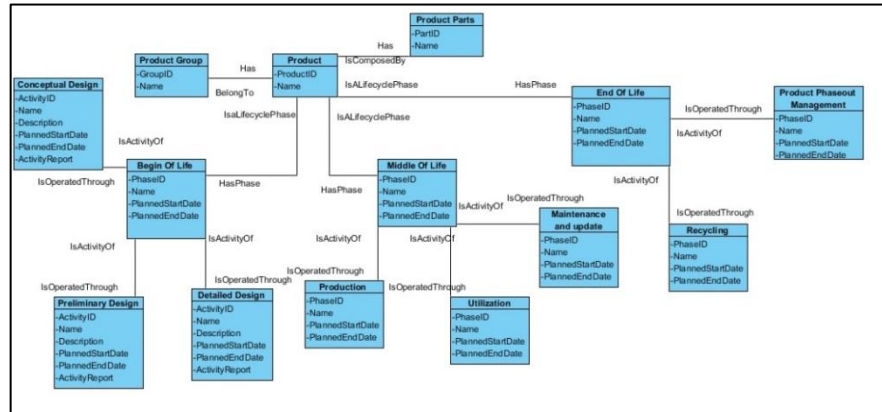 Product Parts
-PartID
-Name
Has
IsComposedBy
Product Group
-GroupID
-Name
Has
BelongTo
Product
-ProductID
-Name
Conceptual Design
-ActivityID
-Name
-Description
-PlannedStartDate
-PlannedEndDate
-ActivityReport
IsALifecyclePhase
HasPhase
IsaLifecyclePhase
IsALifecyclePhase
End Of Life
-PhaseID
-Name
-PlannedStartDate
-PlannedEndDate
IsOperatedThrough
IsActivityOf
Product Phaseout
Management
-PhaseID
-Name
-PlannedStartDate
-PlannedEndDate
IsActivityOf
IsOperatedThrough
Begin Of Life
-PhaseID
-Name
-PlannedStartDate
-PlannedEndDate
HasPhase
HasPhase
Middle Of Life
-PhaseID
-Name
-PlannedStartDate
-PlannedEndDate
IsOperatedThrough
IsActivityOf
Maintenance
and update
-PhaseID
-Name
-PlannedStartDate
-PlannedEndDate
IsActivityOf
IsOperatedThrough
Recycling
-PhaseID
-Name
-PlannedStartDate
-PlannedEndDate
IsActivityOf
IsActivityOf
IsActivityOf
IsActivityOf
IsOperatedThrough
IsOperatedThrough
IsOperatedThrough
IsOperatedThrough
Preliminary Design
-ActivityID
-Name
-Description
-PlannedStartDate
-PlannedEndDate
-ActivityReport
Detailed Design
-ActivityID
-Name
-Description
-PlannedStartDate
-PlannedEndDate
-ActivityReport
Production
-PhaseID
-Name
-PlannedStartDate
-PlannedEndDate
Utilization
-PhaseID
-Name
-PlannedStartDate
-PlannedEndDate